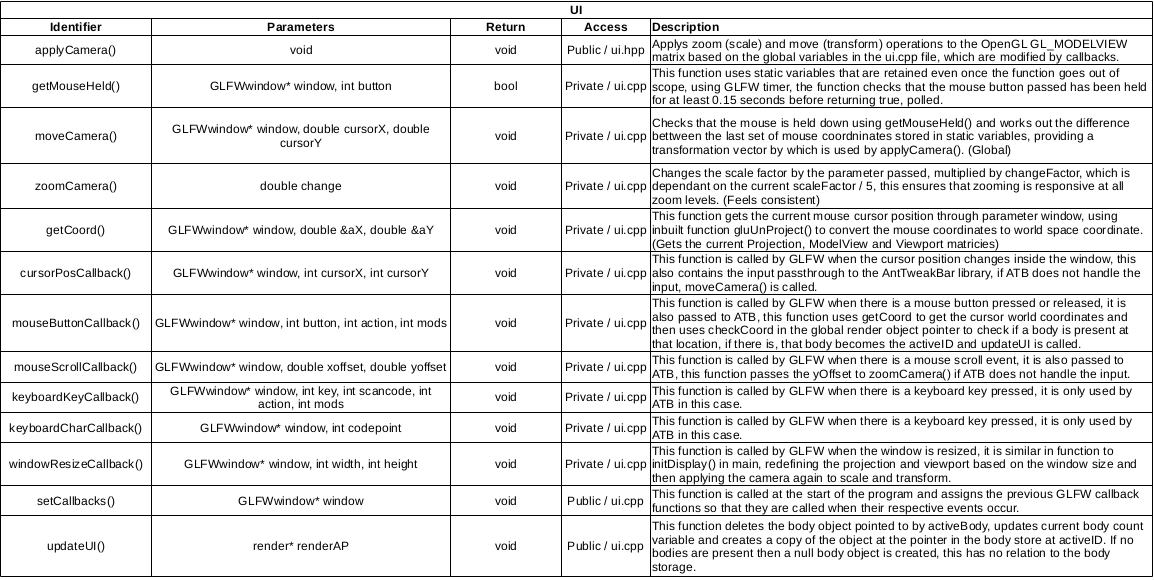 UI
Identifier Parameters Return Access Description
applyCamera() void void Public / ui.hpp Applys zoom (scale) and move (transform) operations to the OpenGL GL_MODELVIEW
matrix based on the global variables in the ui.cpp file, which are modified by callbacks.
getMouseHeld() GLFWwindow* window, int button bool Private / ui.cpp This function uses static variables that are retained even once the function goes out of
scope, using GLFW timer, the function checks that the mouse button passed has been held
for at least 0.15 seconds before returning true, polled.
moveCamera() GLFWwindow* window, double cursorX, double
cursorY void Private / ui.cpp Checks that the mouse is held down using getMouseHeld() and works out the difference
between the last set of mouse coordninates stored in static variables, providing a
transformation vector by which is used by applyCamera(). (Global)
zoomCamera() double change void Private / ui.cpp Changes the scale factor by the parameter passed, multiplied by changeFactor, which is
dependant on the current scaleFactor / 5, this ensures that zooming is responsive at all
zoom levels. (Feels consistent)
getCoord() GLFWwindow* window, double &aX, double &aY void Private / ui.cpp This function gets the current mouse cursor position through parameter window, using
inbuilt function gluUnProject() to convert the mouse coordinates to world space coordinate.
(Gets the current Projection, ModelView and Viewport matricies)
cursorPosCallback() GLFWwindow* window, int cursorX, int cursorY void Private / ui.cpp This function is called by GLFW when the cursor position changes inside the window, this
also contains the input passthrough to the AntTweakBar library, if ATB does not handle the
input, moveCamera() is called.
mouseButtonCallback() GLFWwindow* window, int button, int action, int mods void Private / ui.cpp This function is called by GLFW when there is a mouse button pressed or released, it is
also passed to ATB, this function uses getCoord to get the cursor world coordinates and
then uses checkCoord in the global render object pointer to check if a body is present at
that location, if there is, that body becomes the activeID and updateUI is called.
mouseScrollCallback() GLFWwindow* window, double xoffset, double yoffset void Private / ui.cpp This function is called by GLFW when there is a mouse scroll event, it is also passed to
ATB, this function passes the yOffset to zoomCamera() if ATB does not handle the input.
keyboardKeyCallback() GLFWwindow* window, int key, int scancode, int
action, int mods void Private / ui.cpp This function is called by GLFW when there is a keyboard key pressed, it is only used by
ATB in this case.
keyboardCharCallback() GLFWwindow* window, int codepoint void Private / ui.cpp This function is called by GLFW when there is a keyboard key pressed, it is only used by
ATB in this case.
windowResizeCallback() GLFWwindow* window, int width, int height void Private / ui.cpp This function is called by GLFW when the window is resized, it is similar in function to
initDisplay() in main, redefining the projection and viewport based on the window size and
then applying the camera again to scale and transform.
setCallbacks() GLFWwindow* window void Public / ui.cpp This function is called at the start of the program and assigns the previous GLFW callback
functions so that they are called when their respective events occur.
updateUI() render* renderAP void Public / ui.cpp This function deletes the body object pointed to by activeBody, updates current body count
variable and creates a copy of the object at the pointer in the body store at activeID. If no
bodies are present then a null body object is created, this has no relation to the body
storage.